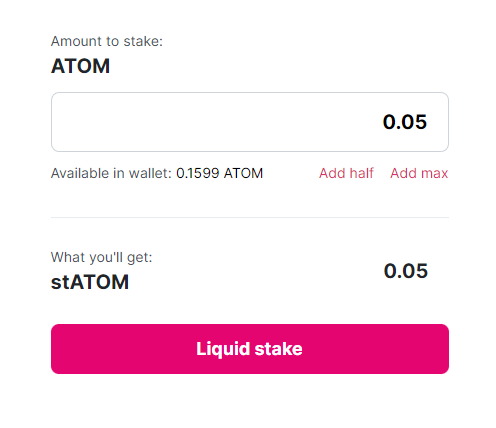 Amount to stake:
ATOM
0.05
Available in wallet: 0.1599 ATOM Add half Add max
What you'll get:
stATOM
0.05
Liquid stake